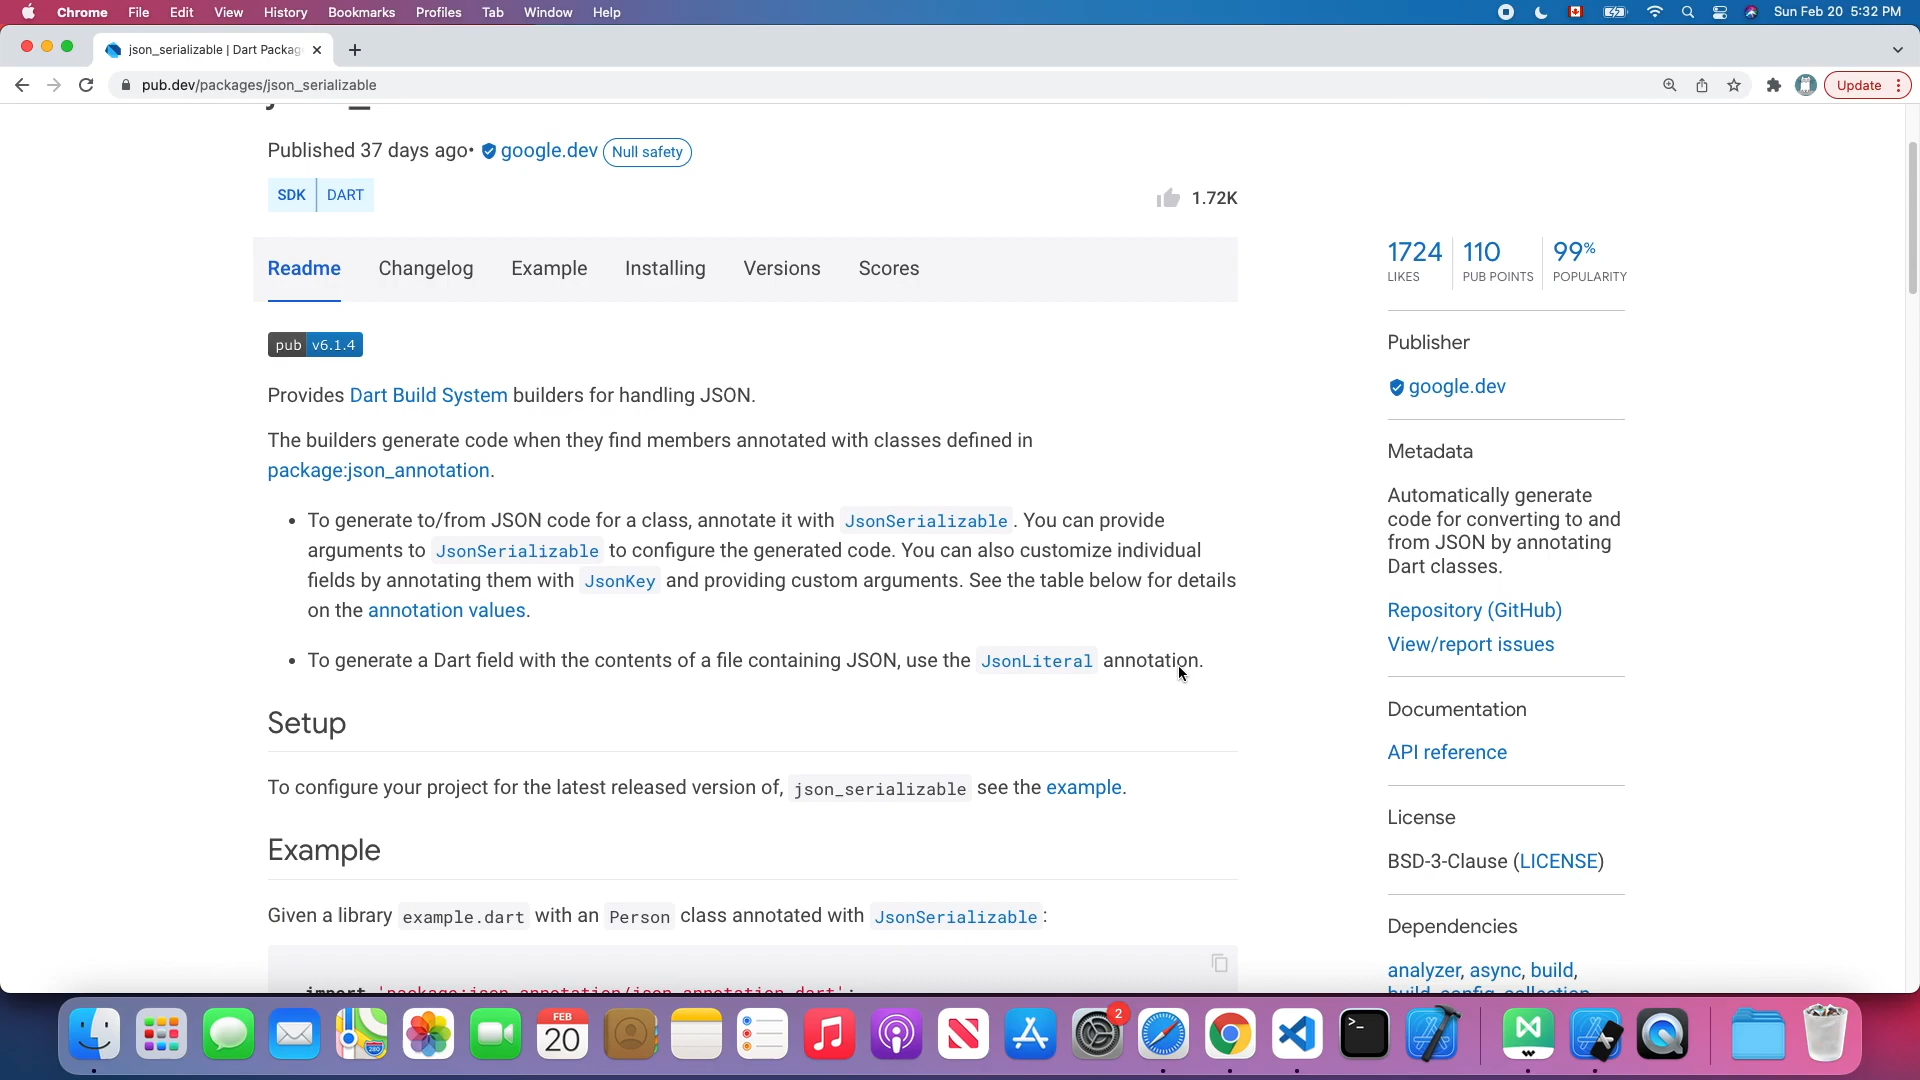 Chrome File Edit View History Bookmarks Profiles Tab Window Help Sun Feb 20 5:32 PM
json_serializable | Dart Packag
pub.dev/packages/json_serializable Update
Published 37 days ago• google.dev Null safety
SDK DART
1.72K
Readme Changelog Example Installing Versions Scores
pub v6.1.4
Provides Dart Build System builders for handling JSON.
The builders generate code when they find members annotated with classes defined in
package:json_annotation.
• To generate to/from JSON code for a class, annotate it with JsonSerializable. You can provide
arguments to JsonSerializable to configure the generated code. You can also customize individual
fields by annotating them with JsonKey and providing custom arguments. See the table below for details
on the annotation values.
• To generate a Dart field with the contents of a file containing JSON, use the JsonLiteral annotation.
Setup
To configure your project for the latest released version of, json_serializable see the example.
Example
Given a library example.dart with an Person class annotated with JsonSerializable:
import 'package:json_annotation/json_annotation.dart';
1724 110 99%
LIKES PUB POINTS POPULARITY
Publisher
google.dev
Metadata
Automatically generate
code for converting to and
from JSON by annotating
Dart classes.
Repository (GitHub)
View/report issues
Documentation
API reference
License
BSD-3-Clause (LICENSE)
Dependencies
analyzer, async, build,
build_config, collection,
FEB
20
280
2